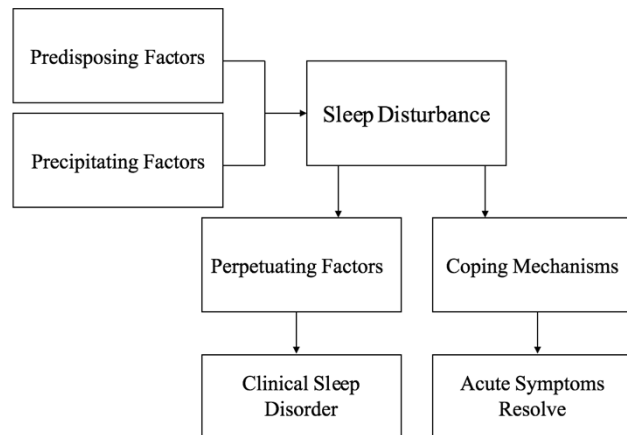 Predisposing Factors
Sleep Disturbance
Precipitating Factors
Perpetuating Factors
Coping Mechanisms
Clinical Sleep
Disorder
Acute Symptoms
Resolve